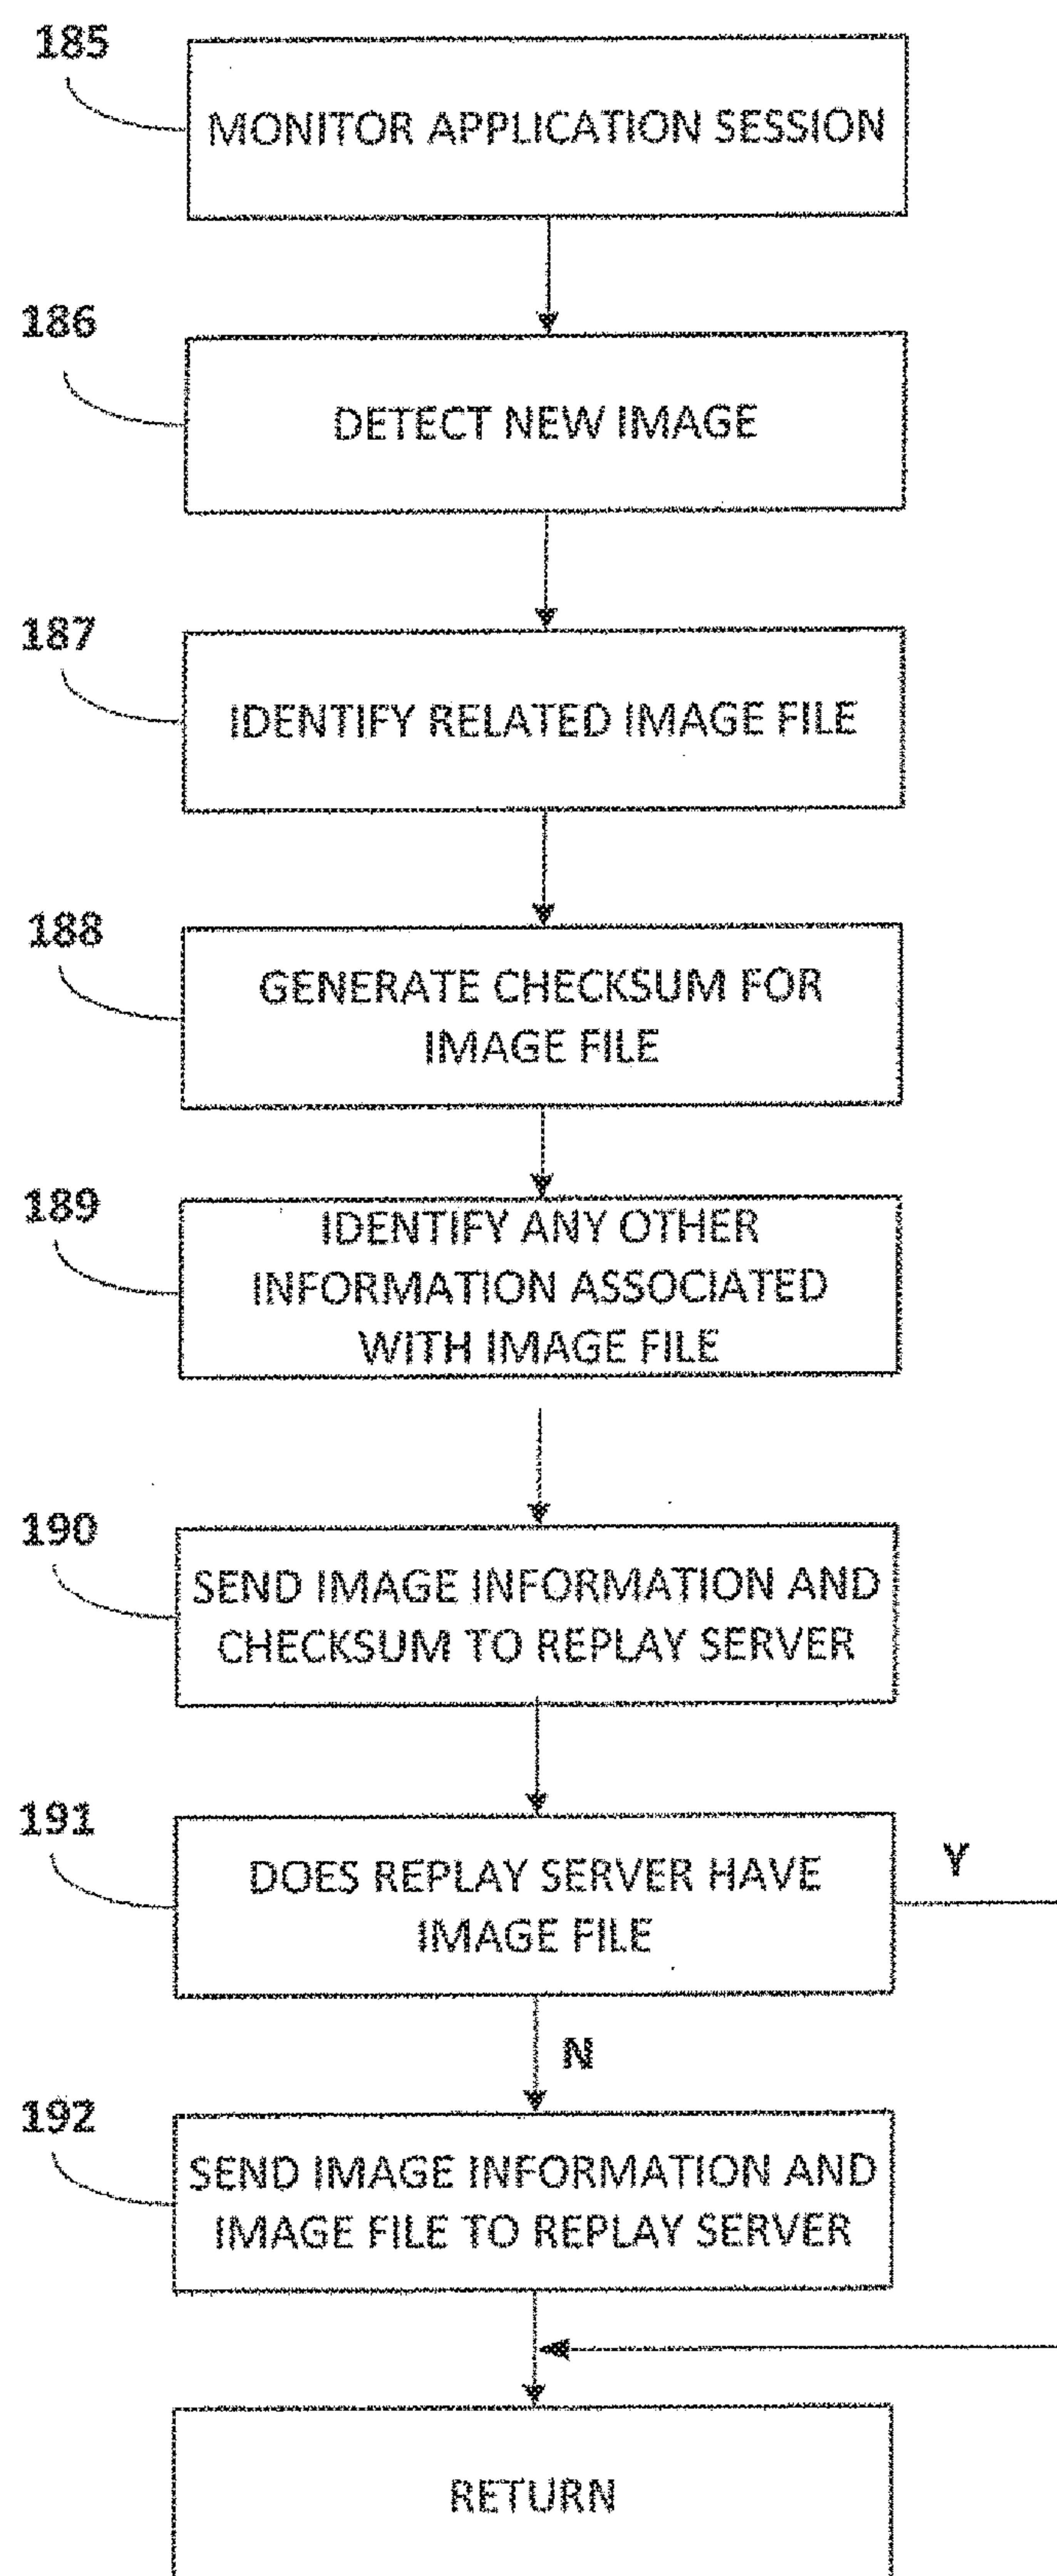 185
MONITOR APPLICATION SESSION
186
DETECT NEW IMAGE
187
IDENTIFY RELATED IMAGE FILE
188
GENERATE CHECKSUM FOR
IMAGE FILE
189
IDENTIFY ANY OTHER
INFORMATION ASSOCIATED
WITH IMAGE FILE
190
SEND IMAGE INFORMATION AND
CHECKSUM TO REPLAY SERVER
191
DOES REPLAY SERVER HAVE
IMAGE FILE
Y
N
192
SEND IMAGE INFORMATION AND
IMAGE FILE TO REPLAY SERVER
RETURN